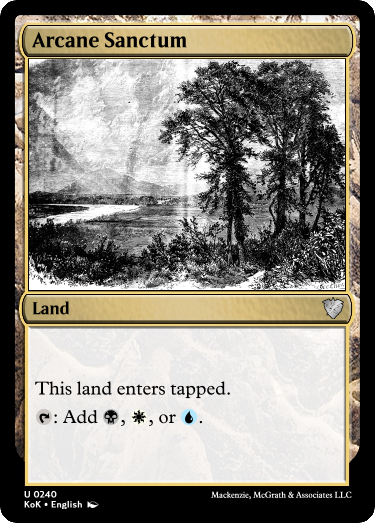 Arcane Sanctum
Land
This land enters tapped.
: Add , , or .
U 0240
KoK • English
Mackenzie, McGrath & Associates LLC